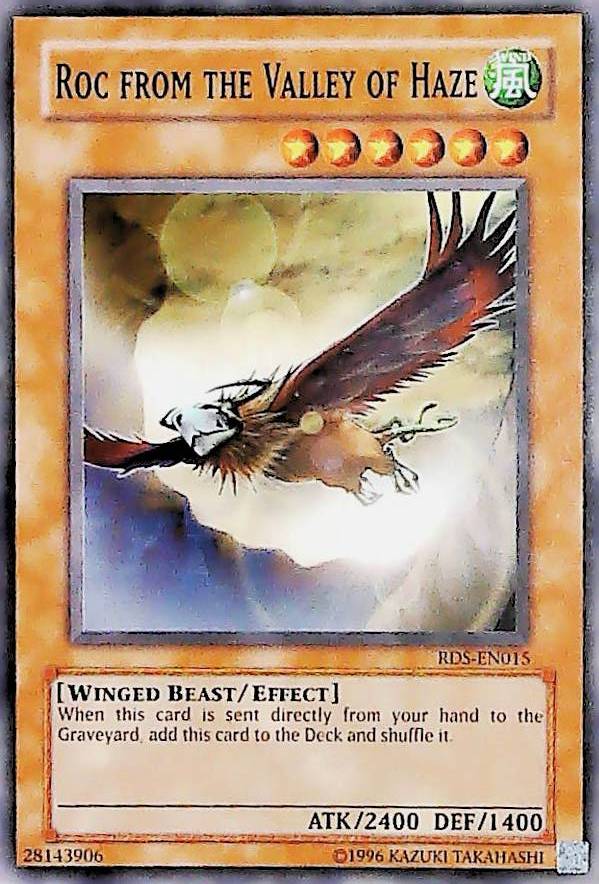 ROC FROM THE VALLEY OF HAZE
WIND
風
RDS-EN015
[WINGED BEAST/EFFECT]
When this card is sent directly from your hand to the
Graveyard, add this card to the Deck and shuffle it.
ATK/2400 DEF/1400
28143906
©1996 KAZUKI TAKAHASHI